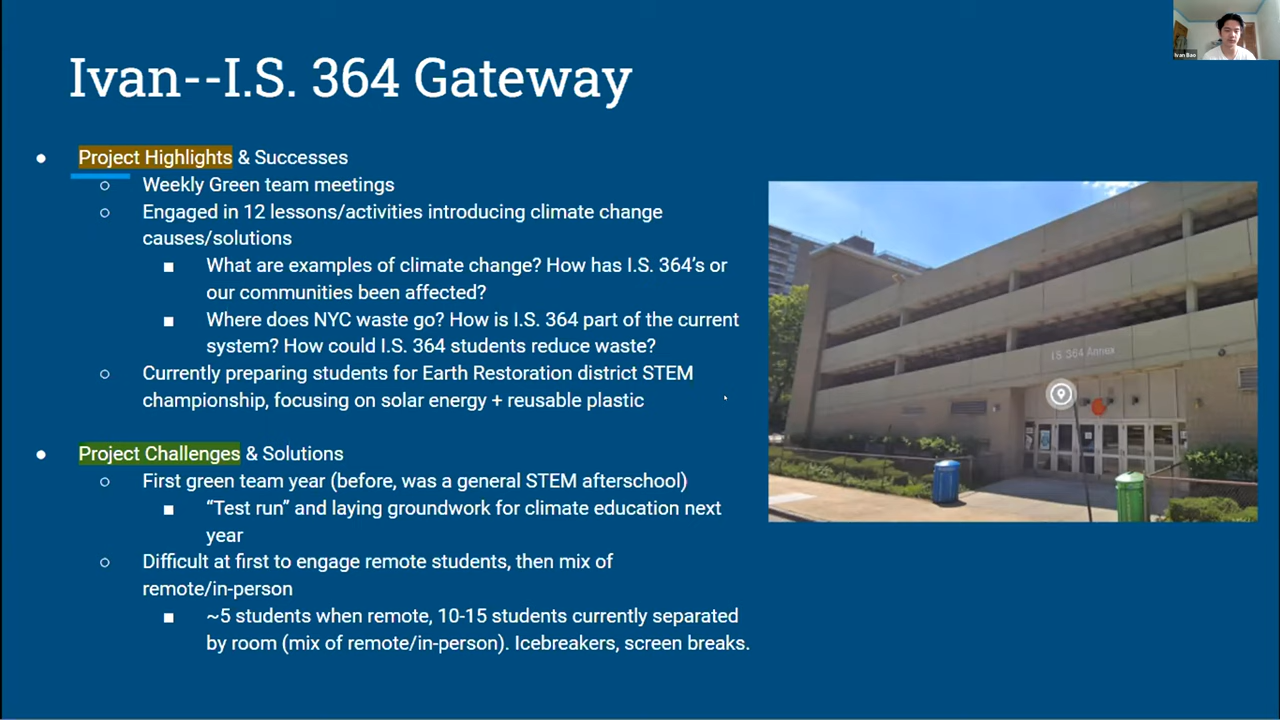 Ivan Bao
Ivan--I.S. 364 Gateway
● Project Highlights & Successes
○ Weekly Green team meetings
○ Engaged in 12 lessons/activities introducing climate change
causes/solutions
■ What are examples of climate change? How has I.S. 364's or
our communities been affected?
■ Where does NYC waste go? How is I.S. 364 part of the current
system? How could I.S. 364 students reduce waste?
○ Currently preparing students for Earth Restoration district STEM
championship, focusing on solar energy + reusable plastic
I.S. 364 Annex
● Project Challenges & Solutions
○ First green team year (before, was a general STEM afterschool)
■ “Test run” and laying groundwork for climate education next
year
○ Difficult at first to engage remote students, then mix of
remote/in-person
■ ~5 students when remote, 10-15 students currently separated
by room (mix of remote/in-person). Icebreakers, screen breaks.